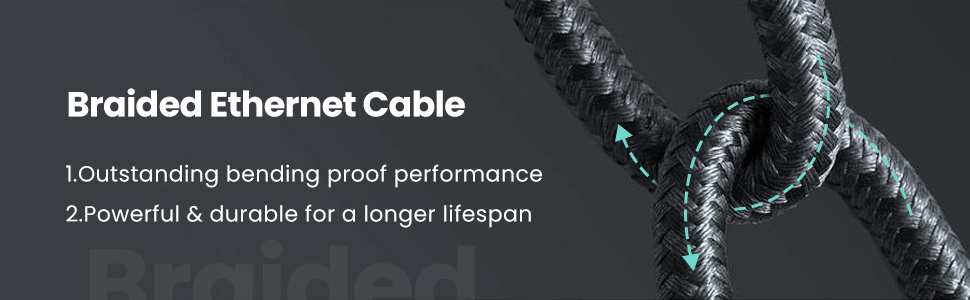 Braided Ethernet Cable
1.Outstanding bending proof performance
2.Powerful & durable for a longer lifespan
Braided